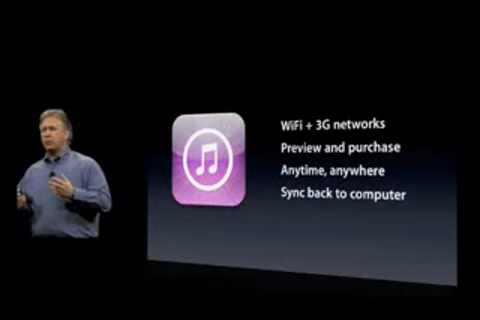 WiFi + 3G networks
Preview and purchase
Anytime, anywhere
Sync back to computer